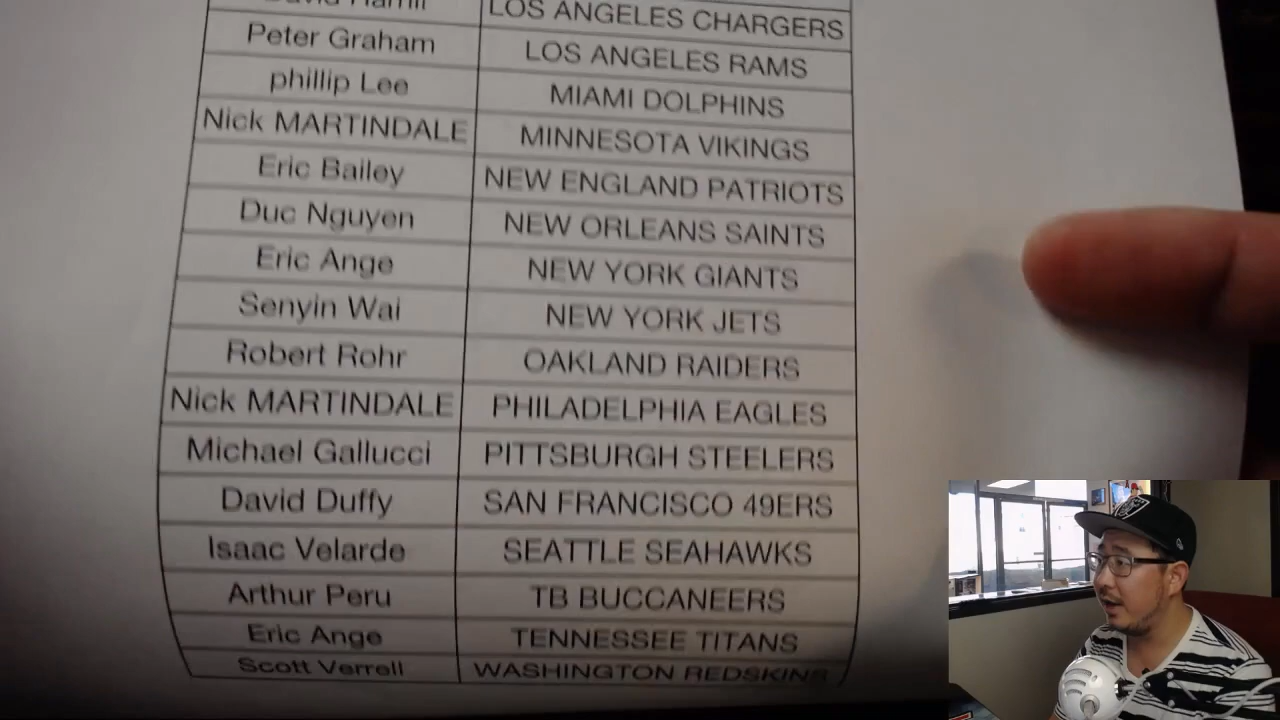 David Hamil LOS ANGELES CHARGERS
Peter Graham LOS ANGELES RAMS
phillip Lee MIAMI DOLPHINS
Nick MARTINDALE MINNESOTA VIKINGS
Eric Bailey NEW ENGLAND PATRIOTS
Duc Nguyen NEW ORLEANS SAINTS
Eric Ange NEW YORK GIANTS
Senyin Wai NEW YORK JETS
Robert Rohr OAKLAND RAIDERS
Nick MARTINDALE PHILADELPHIA EAGLES
Michael Gallucci PITTSBURGH STEELERS
David Duffy SAN FRANCISCO 49ERS
Isaac Velarde SEATTLE SEAHAWKS
Arthur Peru TB BUCCANEERS
Eric Ange TENNESSEE TITANS
Scott Verrell WASHINGTON REDSKINS